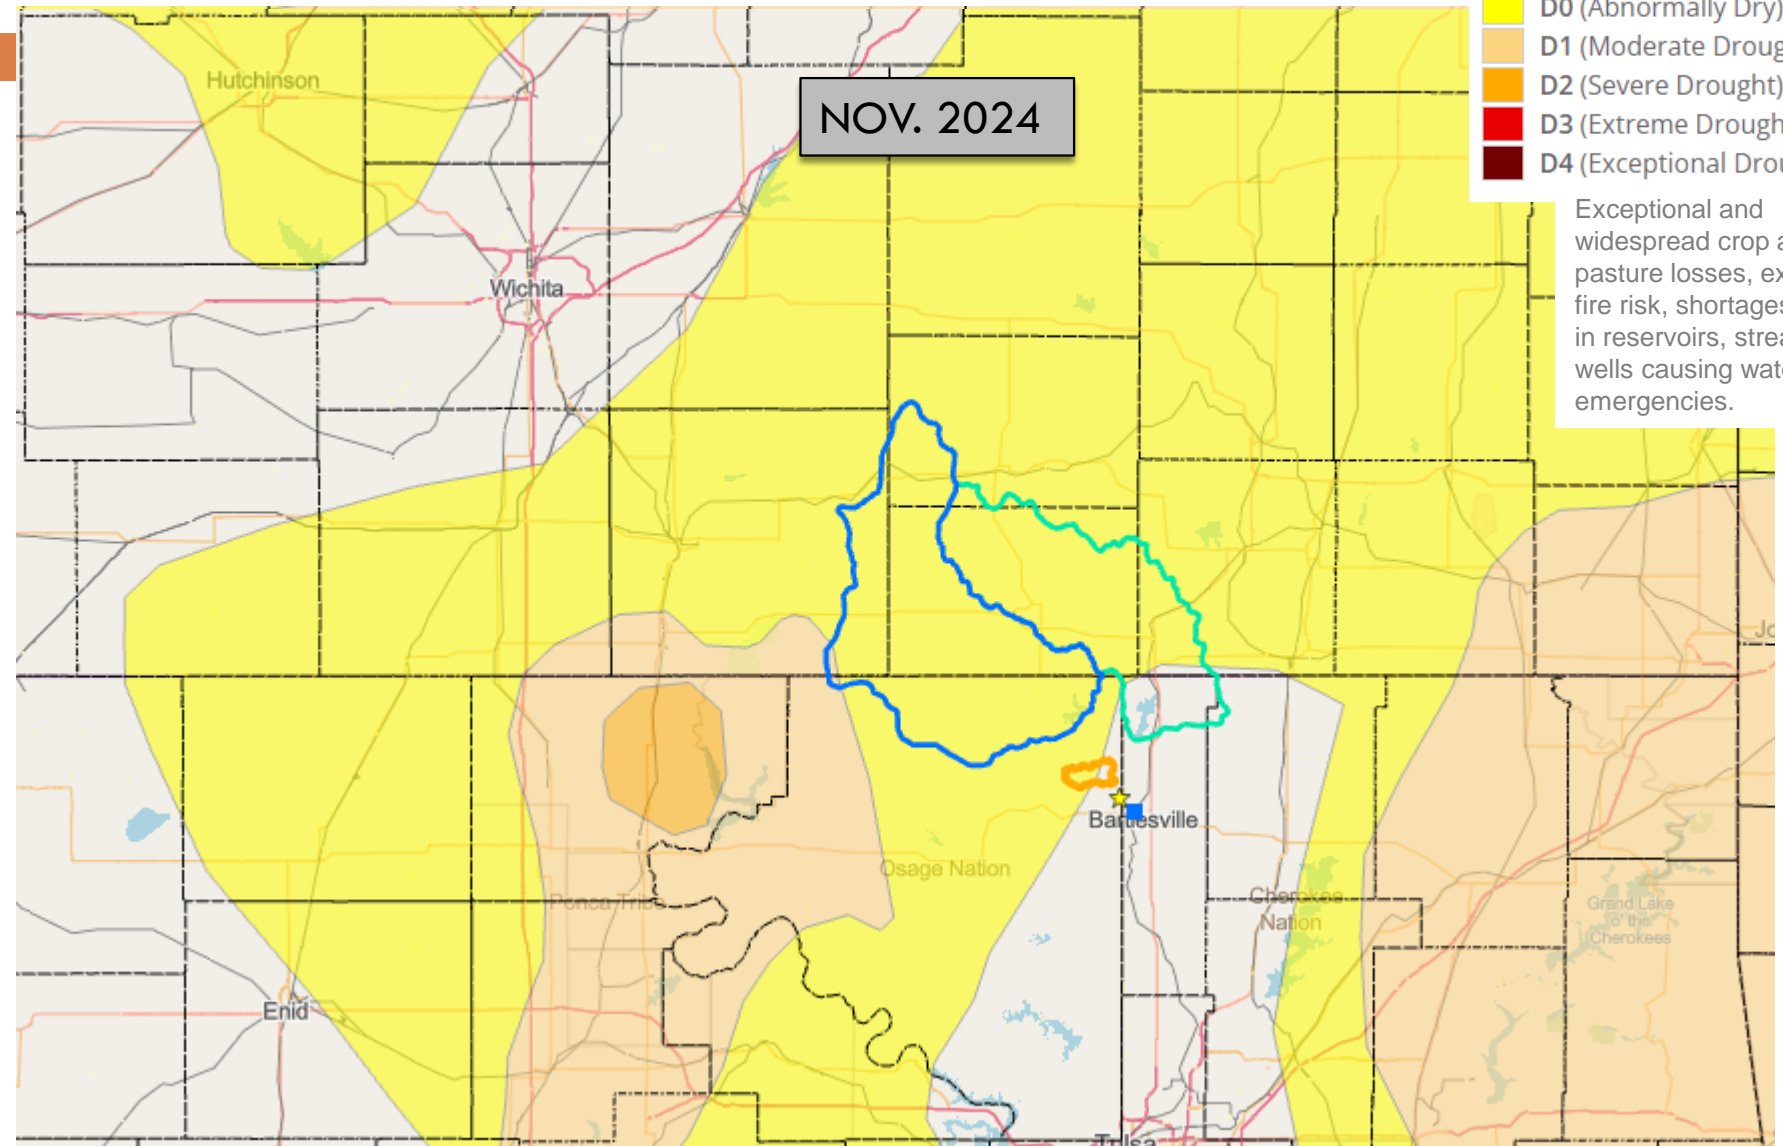 D0 (Abnormally Dry)
D1 (Moderate Droug
D2 (Severe Drought)
D3 (Extreme Drough
D4 (Exceptional Drou
Exceptional and
widespread crop a
pasture losses, ex
fire risk, shortages
in reservoirs, strea
wells causing wate
emergencies.
NOV. 2024
Hutchinson
Wichita
Jo
Bartlesville
Osage Nation
Ponca Tribe
Cherokee
Nation
Grand Lake
o' the
Cherokees
Enid
Tulsa